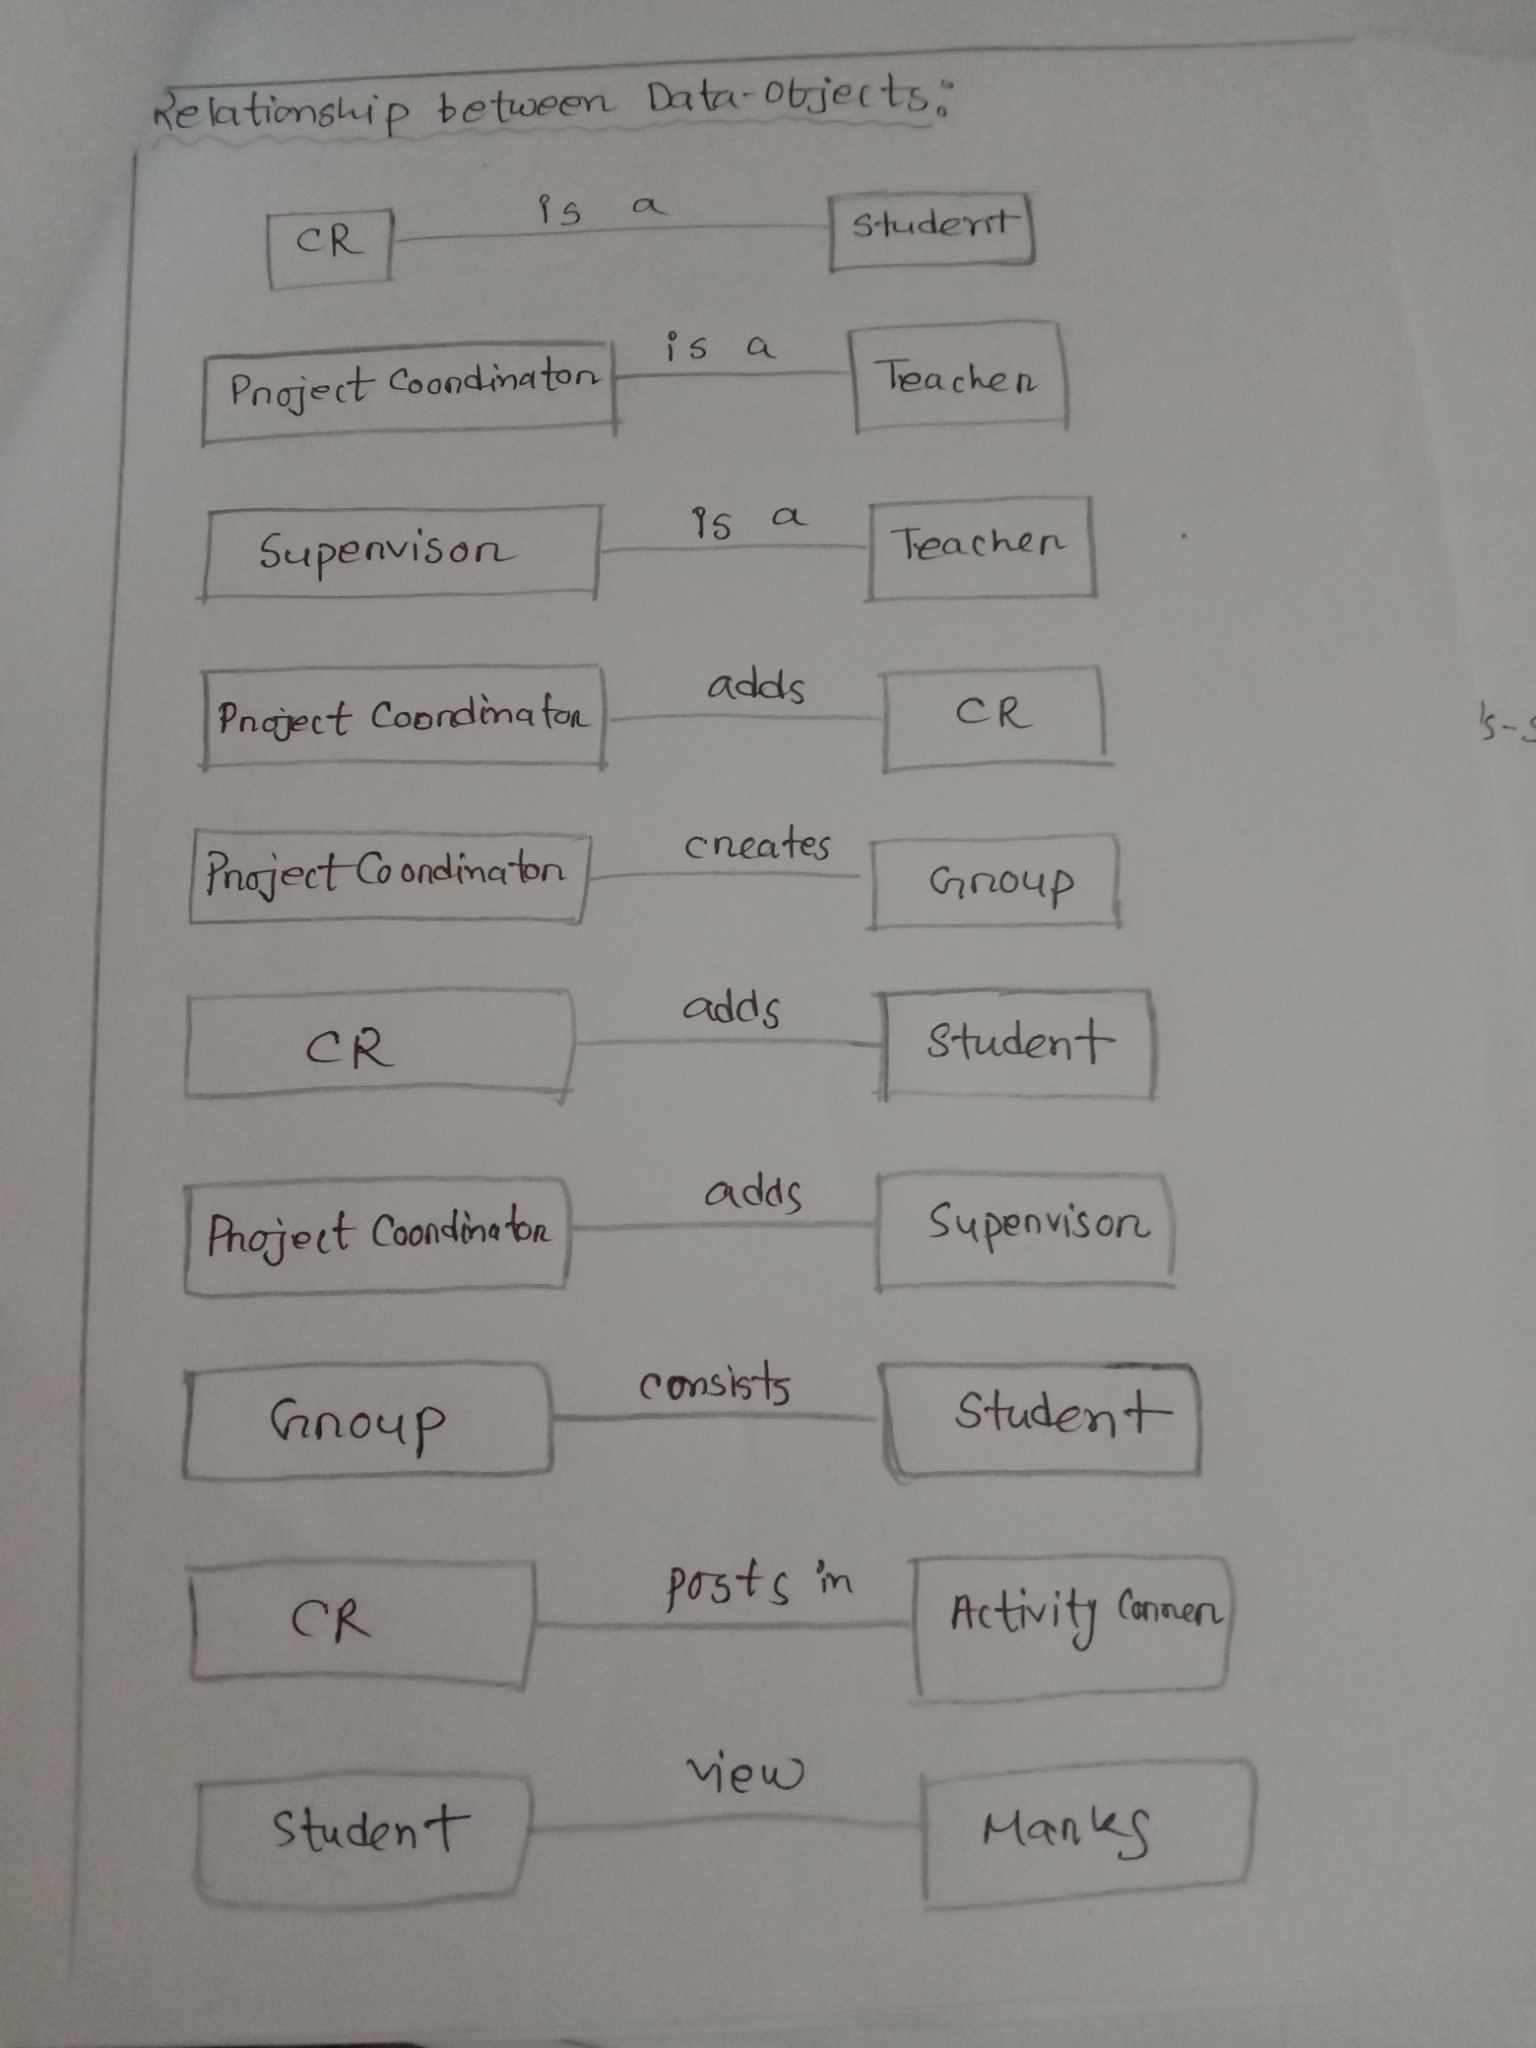 Relationship between Data-Objects:
CR is a Student
Project Coordinator is a Teacher
Supervisor is a Teacher
Project Coordinator adds CR
Project Coordinator creates Group
CR adds Student
Project Coordinator adds Supervisor
Group consists Student
CR posts in Activity Corner
Student view Marks